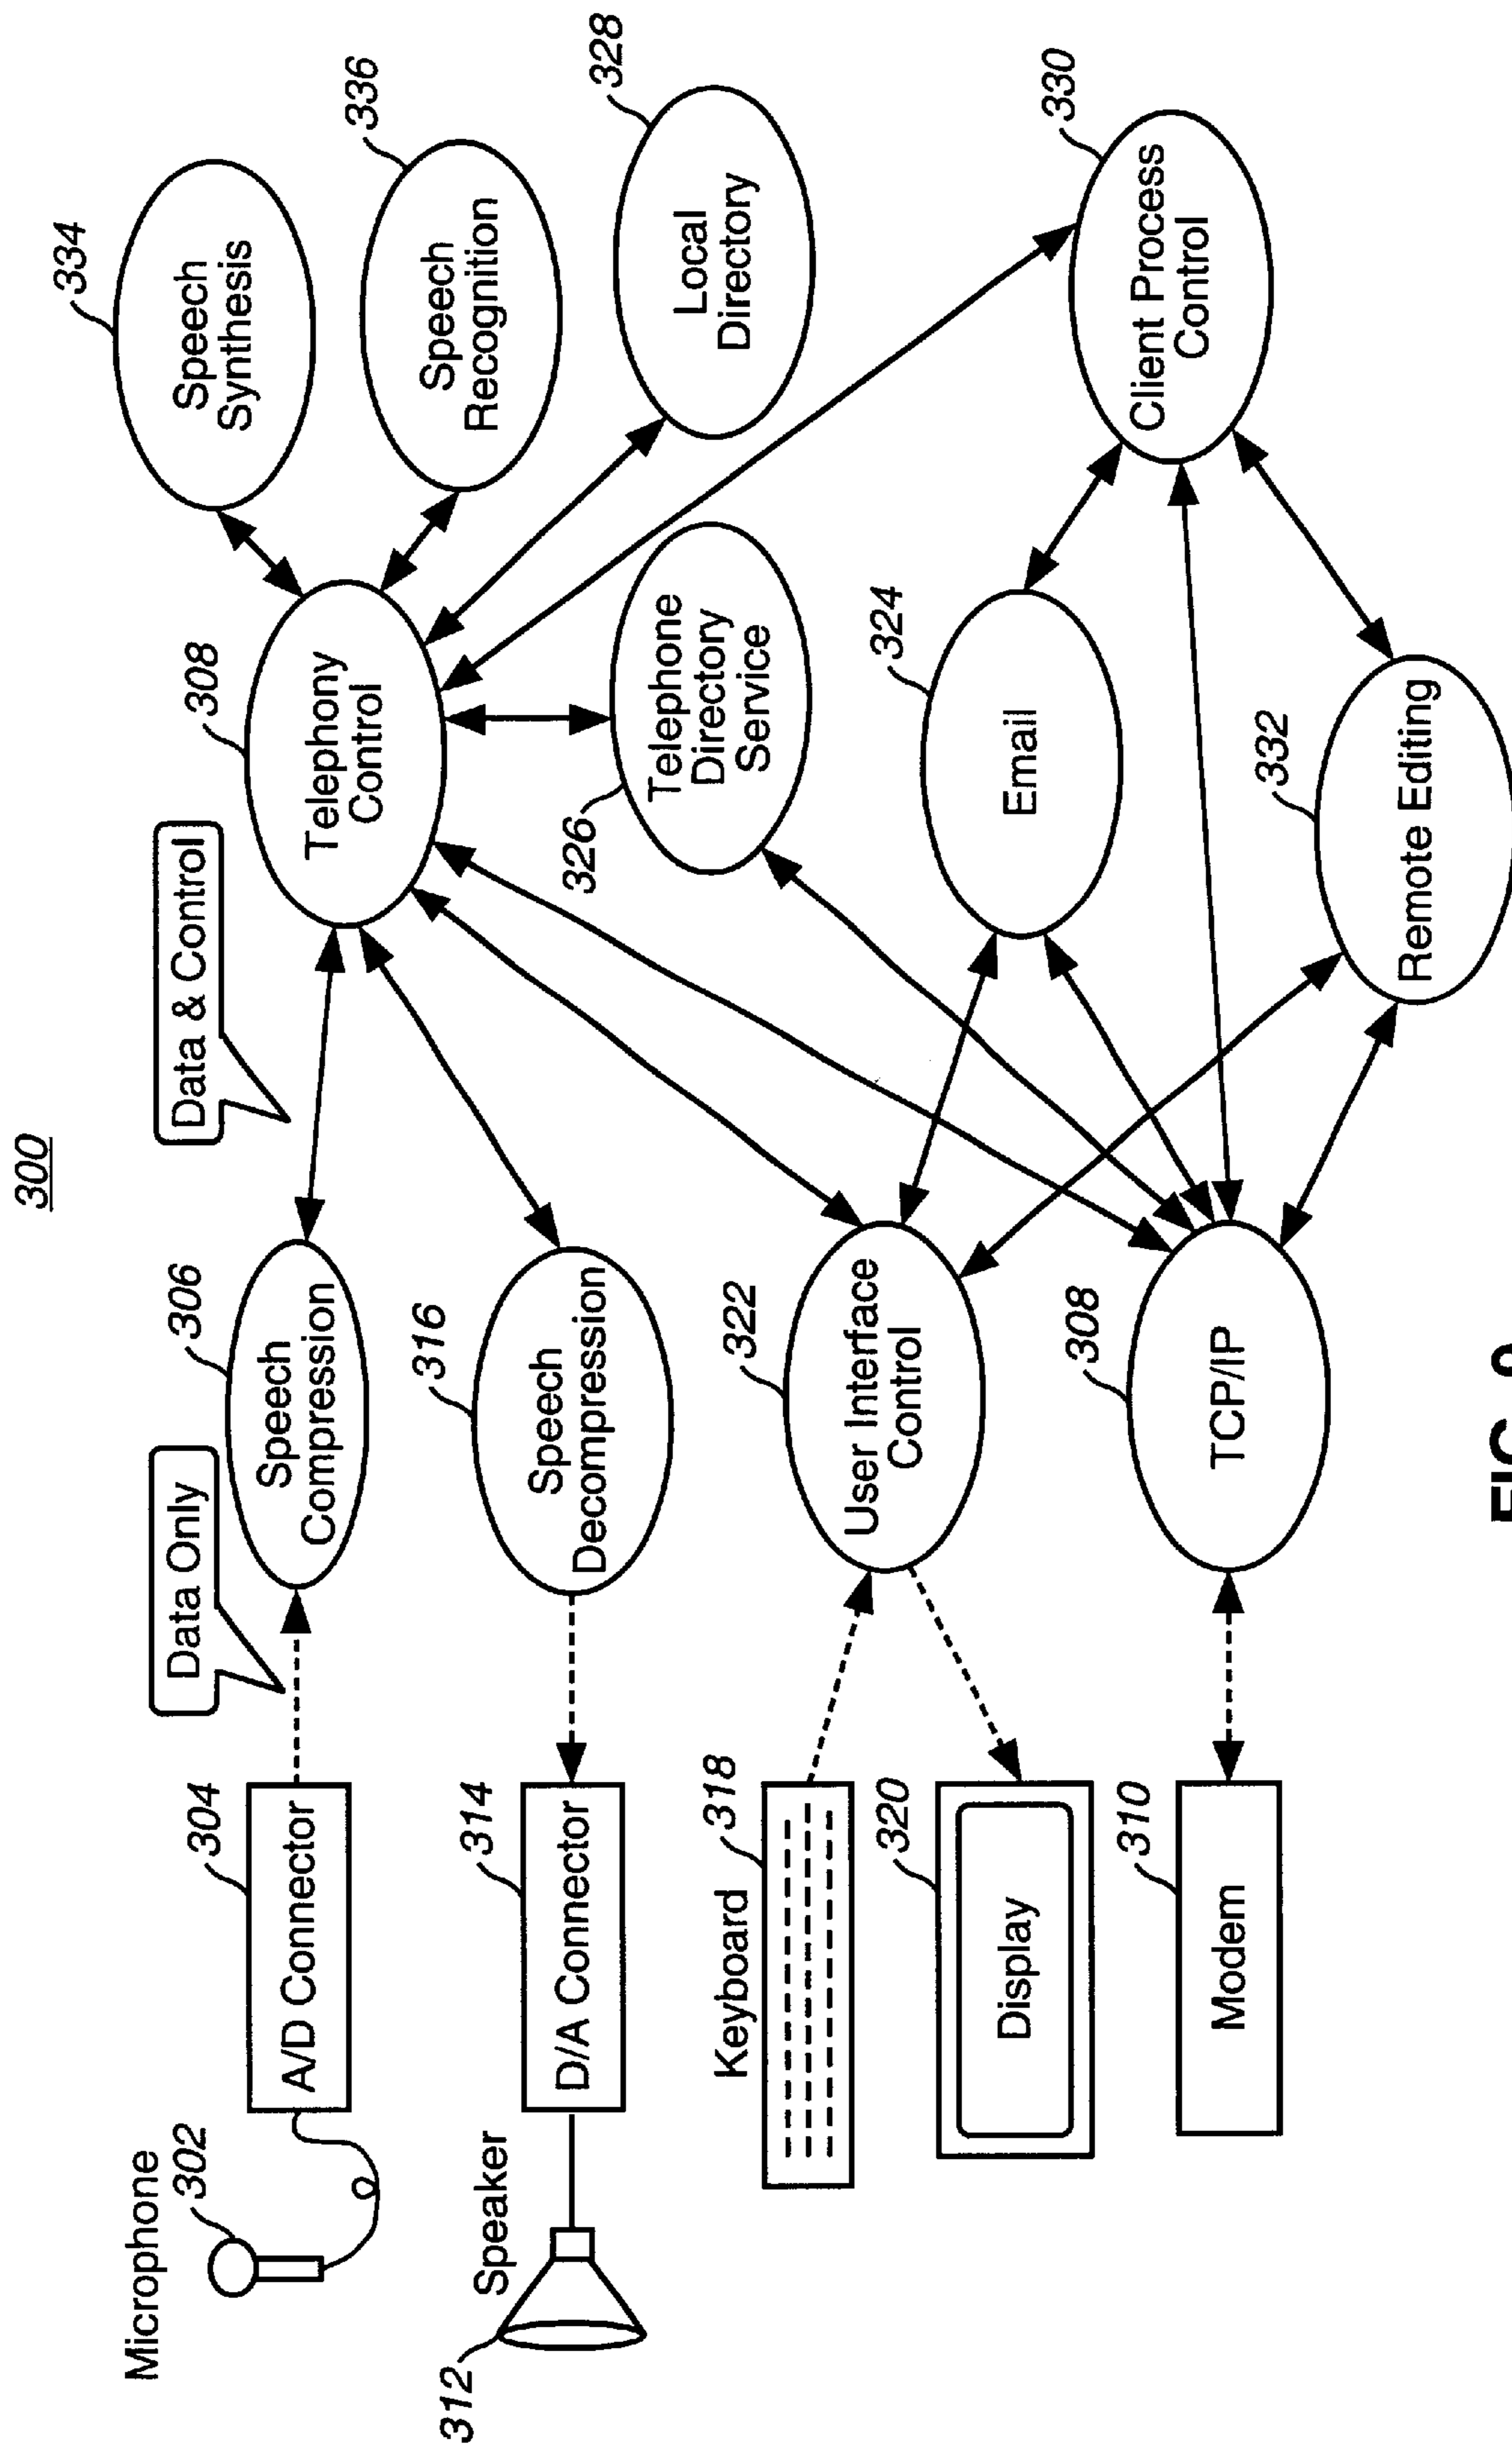 300
Microphone
302
304
A/D Connector
Data Only
306
Speech
Compression
Data & Control
308
Telephony
Control
334
Speech
Synthesis
336
Speech
Recognition
328
Local
Directory
312
Speaker
314
D/A Connector
316
Speech
Decompression
326
Telephone
Directory
Service
Keyboard
318
322
User Interface
Control
324
Email
330
Client Process
Control
320
Display
310
Modem
308
TCP/IP
332
Remote Editing
FIG.